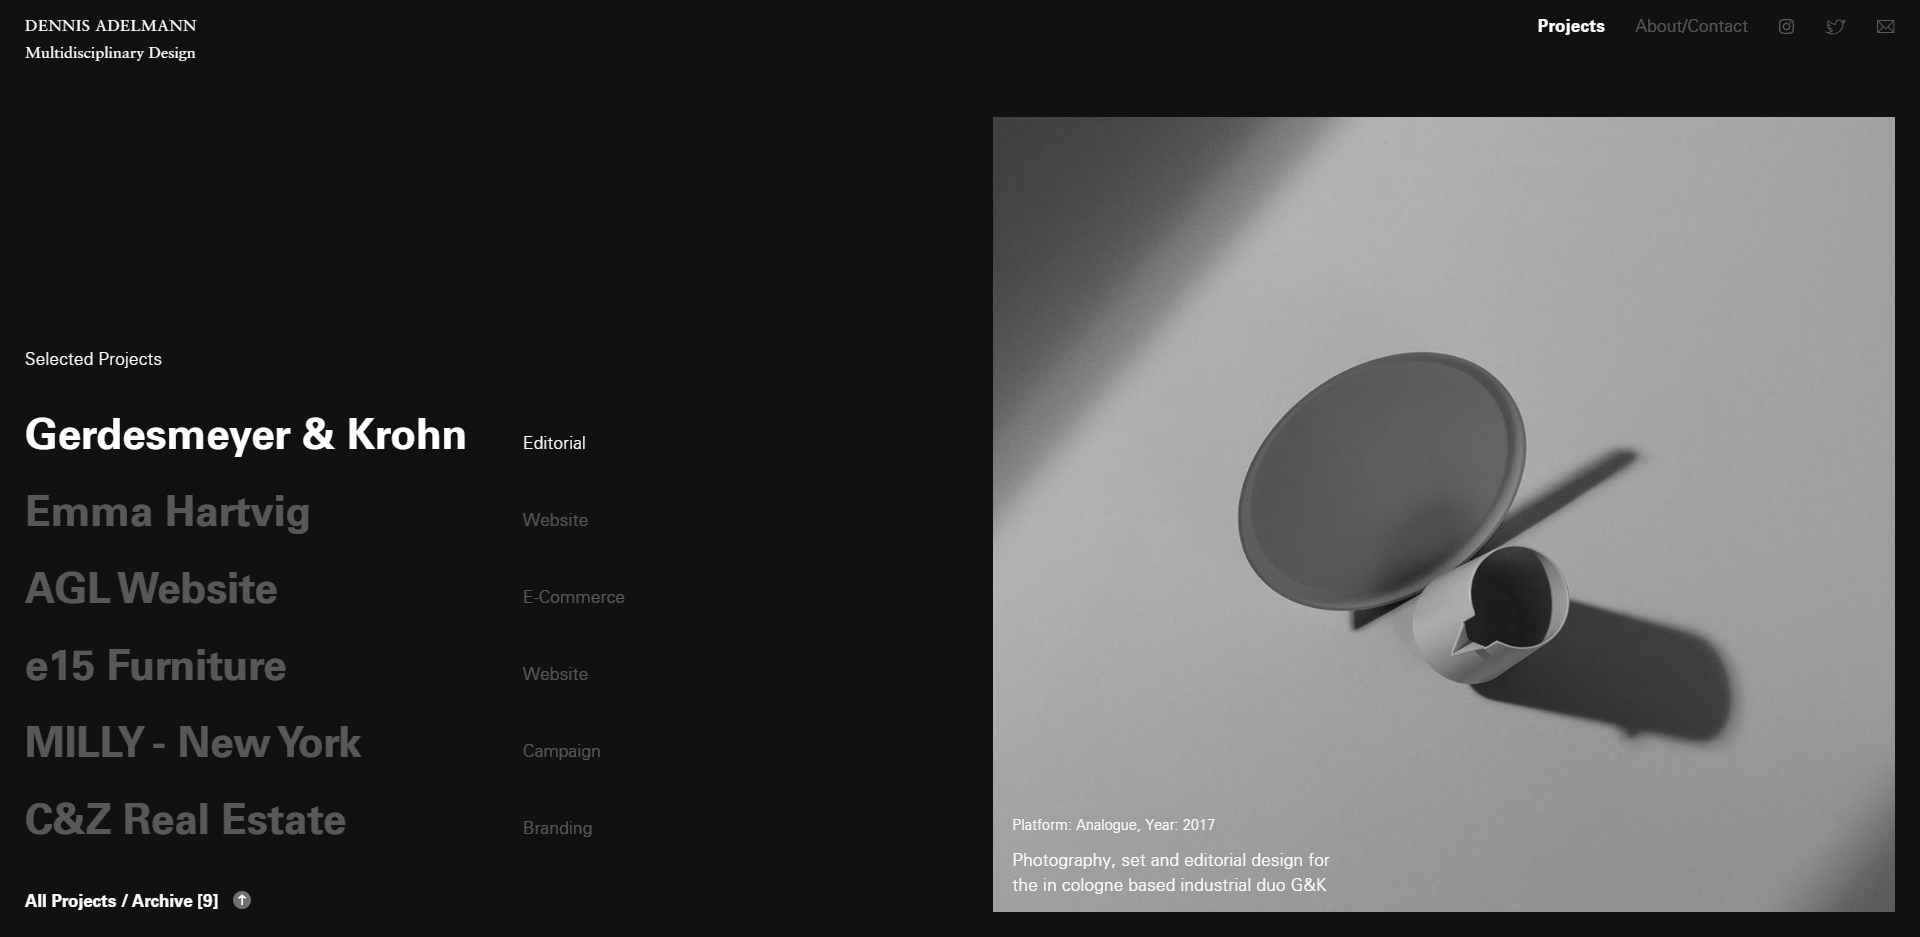 DENNIS ADELMANN
Multidisciplinary Design
Projects
About/Contact
Selected Projects
Gerdesmeyer & Krohn
Editorial
Emma Hartvig
Website
AGL Website
E-Commerce
e15 Furniture
Website
MILLY - New York
Campaign
C&Z Real Estate
Branding
All Projects / Archive [9]
Platform: Analogue, Year: 2017
Photography, set and editorial design for
the in cologne based industrial duo G&K